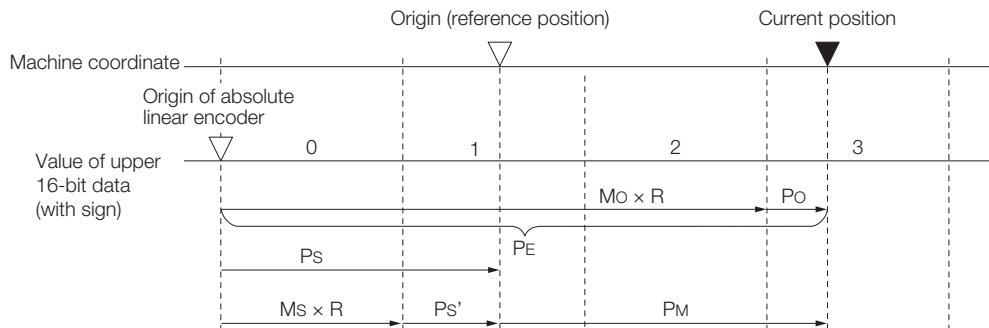 Origin (reference position)
Current position
Machine coordinate
Origin of absolute
linear encoder
0 1 2 3
Value of upper
16-bit data
(with sign)
MO × R
PO
PE
PS
MS × R
PS'
PM